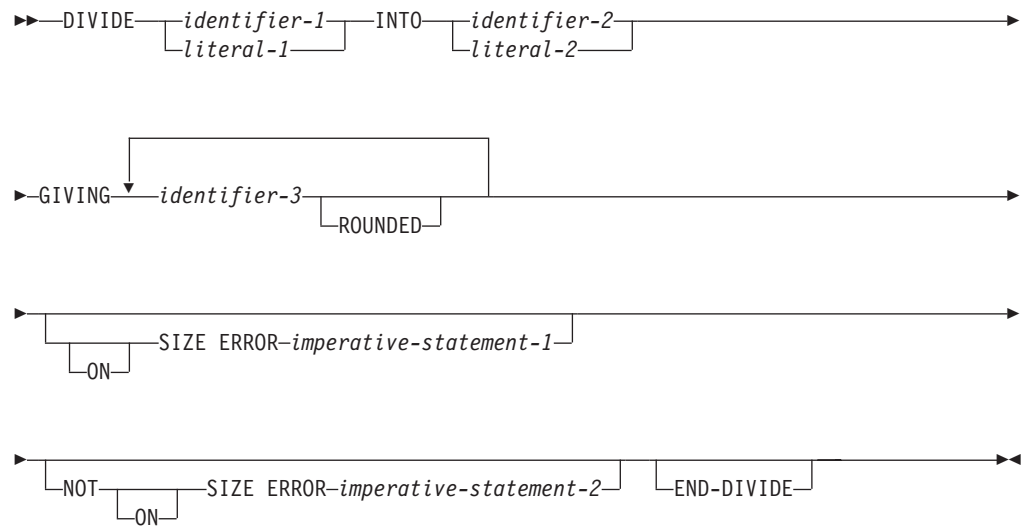 DIVIDE identifier-1 INTO identifier-2
literal-1 literal-2
GIVING identifier-3
ROUNDED
SIZE ERROR imperative-statement-1
ON
NOT SIZE ERROR imperative-statement-2 END-DIVIDE
ON